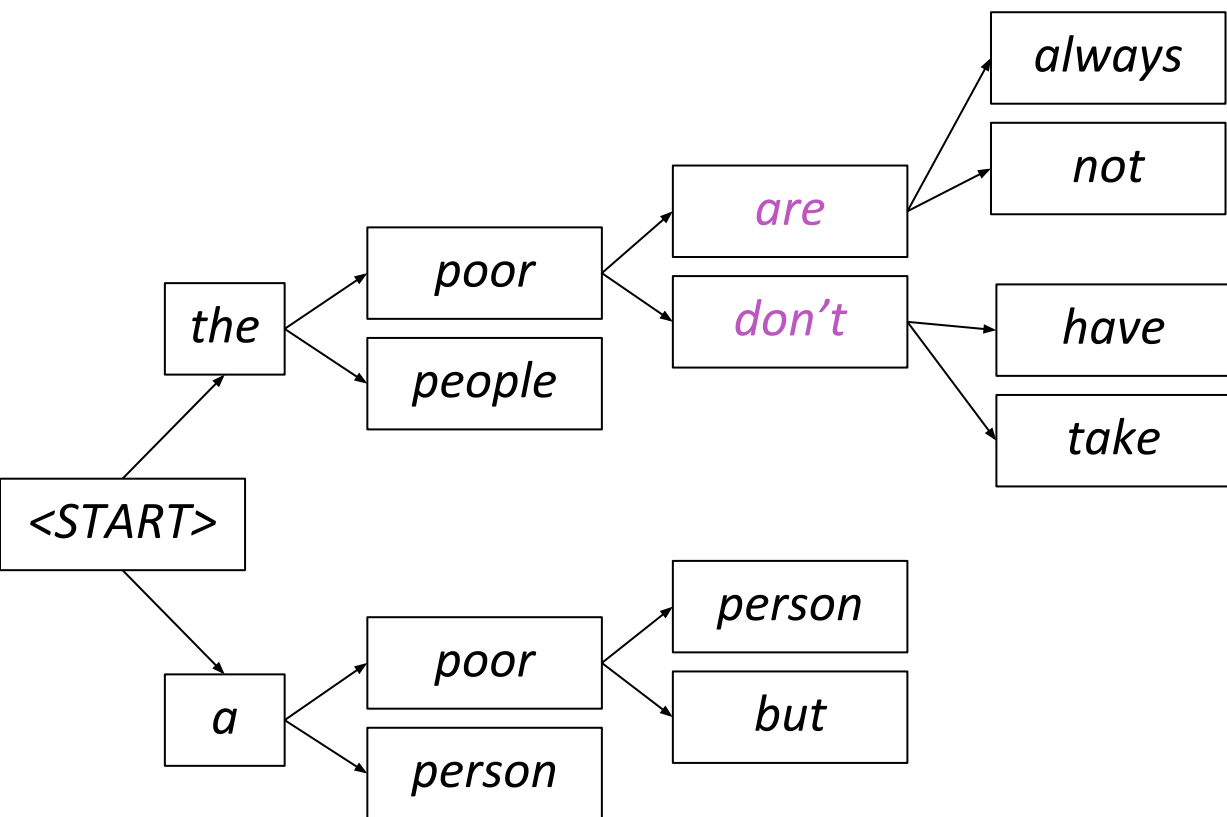 always
not
are
poor
don’t
the
have
people
take
<START>
person
poor
but
a
person